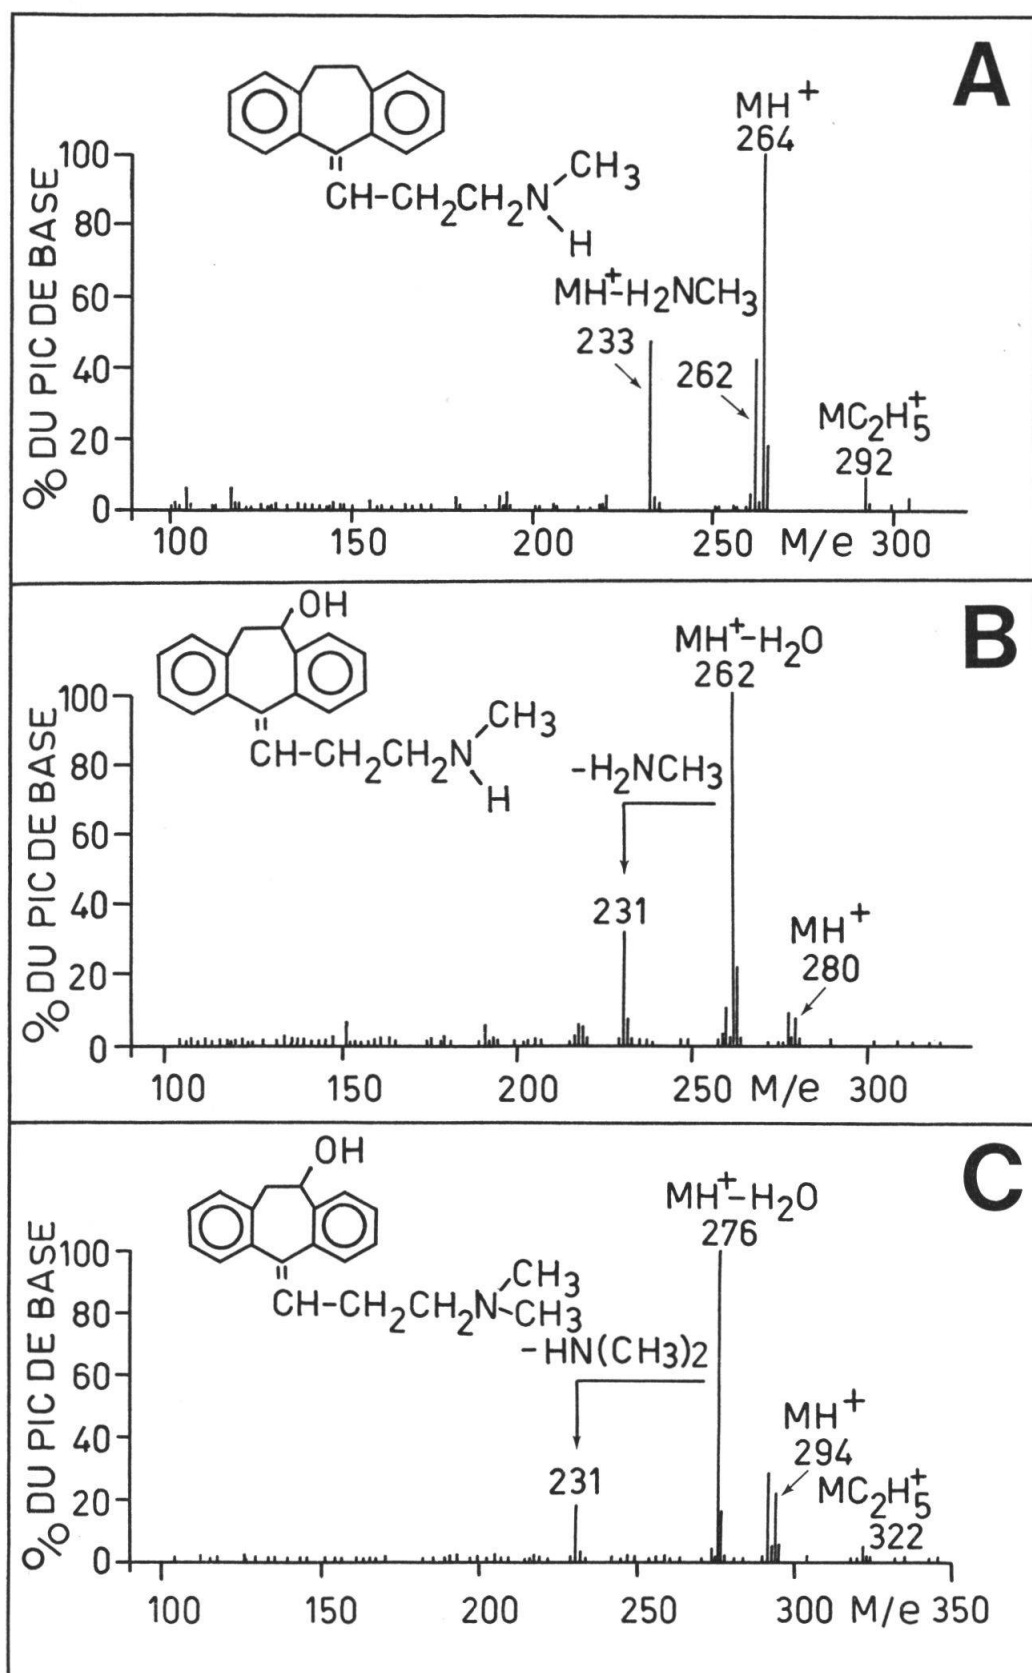 A
MH+
264
CH-CH2CH2N
CH3
H
MH+-H2NCH3
233
262
MC2H5+
292
% DU PIC DE BASE
100
80
60
40
20
0
100 150 200 250 M/e 300
B
OH
MH+-H2O
262
CH-CH2CH2N
CH3
H
-H2NCH3
231
MH+
280
% DU PIC DE BASE
100
80
60
40
20
0
100 150 200 250 M/e 300
C
OH
MH+-H2O
276
CH-CH2CH2N
CH3
CH3
-HN(CH3)2
231
MH+
294
MC2H5+
322
% DU PIC DE BASE
100
80
60
40
20
0
100 150 200 250 300 M/e 350